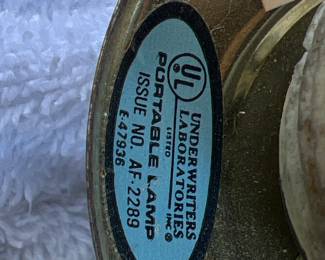 UL
®
UNDERWRITERS
LABORATORIES
LISTED INC.®
PORTABLE LAMP
ISSUE NO. AF-2289
E-47936